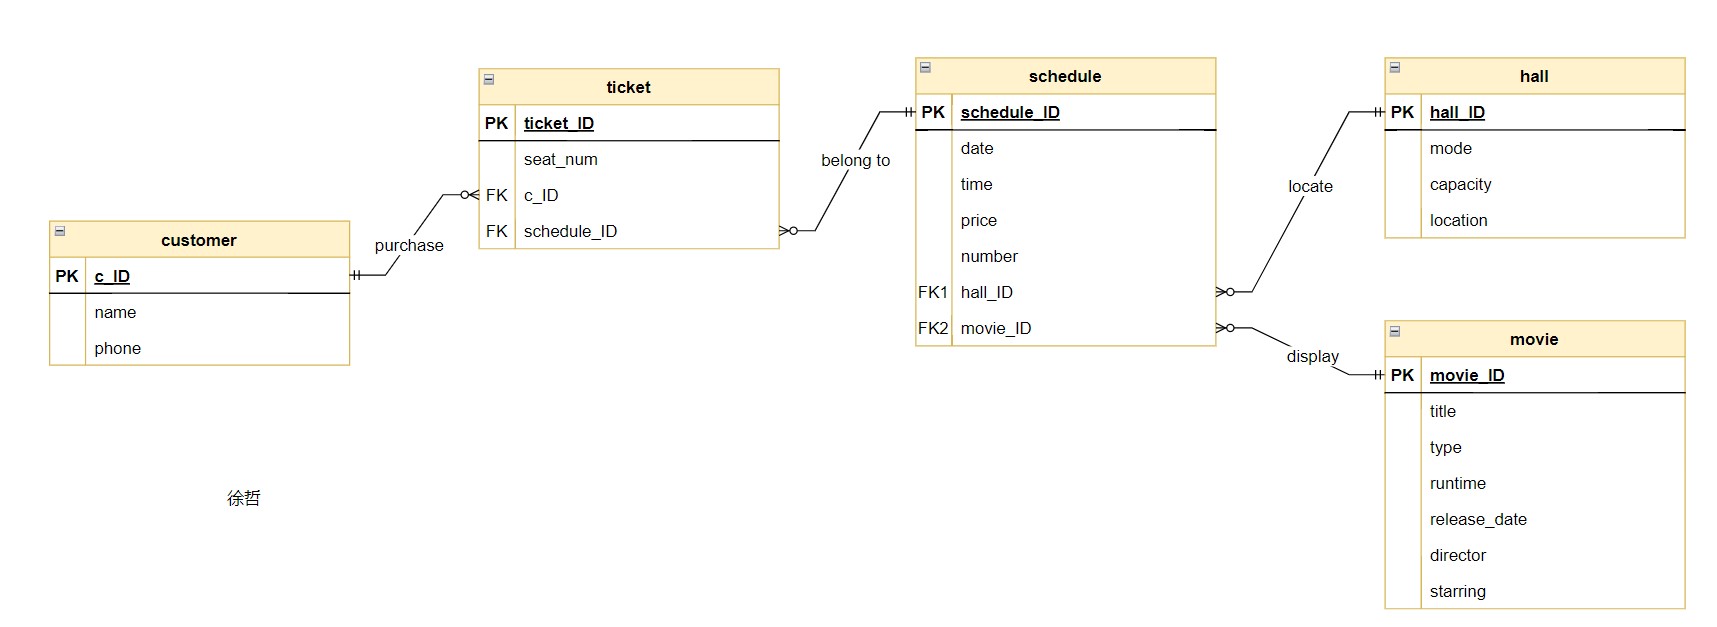 customer
PK c_ID
name
phone
purchase
ticket
PK ticket_ID
seat_num
FK c_ID
FK schedule_ID
belong to
schedule
PK schedule_ID
date
time
price
number
FK1 hall_ID
FK2 movie_ID
locate
display
hall
PK hall_ID
mode
capacity
location
movie
PK movie_ID
title
type
runtime
release_date
director
starring
徐哲